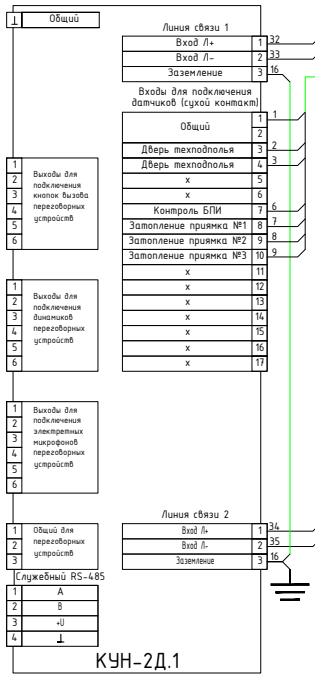 ⊥ Общий
Линия связи 1
Вход Л+ 1 32
Вход Л- 2 33
Заземление 3 16
Входы для подключения
датчиков (сухой контакт)
Общий 1 1
2
Дверь техподполья 3 2
Дверь техподполья 4 3
х 5
х 6
Контроль БПИ 7 6
Затопление приямка №1 8 7
Затопление приямка №2 9 8
Затопление приямка №3 10 9
х 11
х 12
х 13
х 14
х 15
х 16
х 17
1
2
3
4
5
6
Выходы для
подключения
кнопок вызова
переговорных
устройств
1
2
3
4
5
6
Выходы для
подключения
динамиков
переговорных
устройств
1
2
3
4
5
6
Выходы для
подключения
электретных
микрофонов
переговорных
устройств
1
2
3
Общий для
переговорных
устройств
Линия связи 2
Вход Л+ 1 34
Вход Л- 2 35
Заземление 3 16
Служебный RS-485
1 А
2 В
3 +U
4 ⊥
КУН-2Д.1